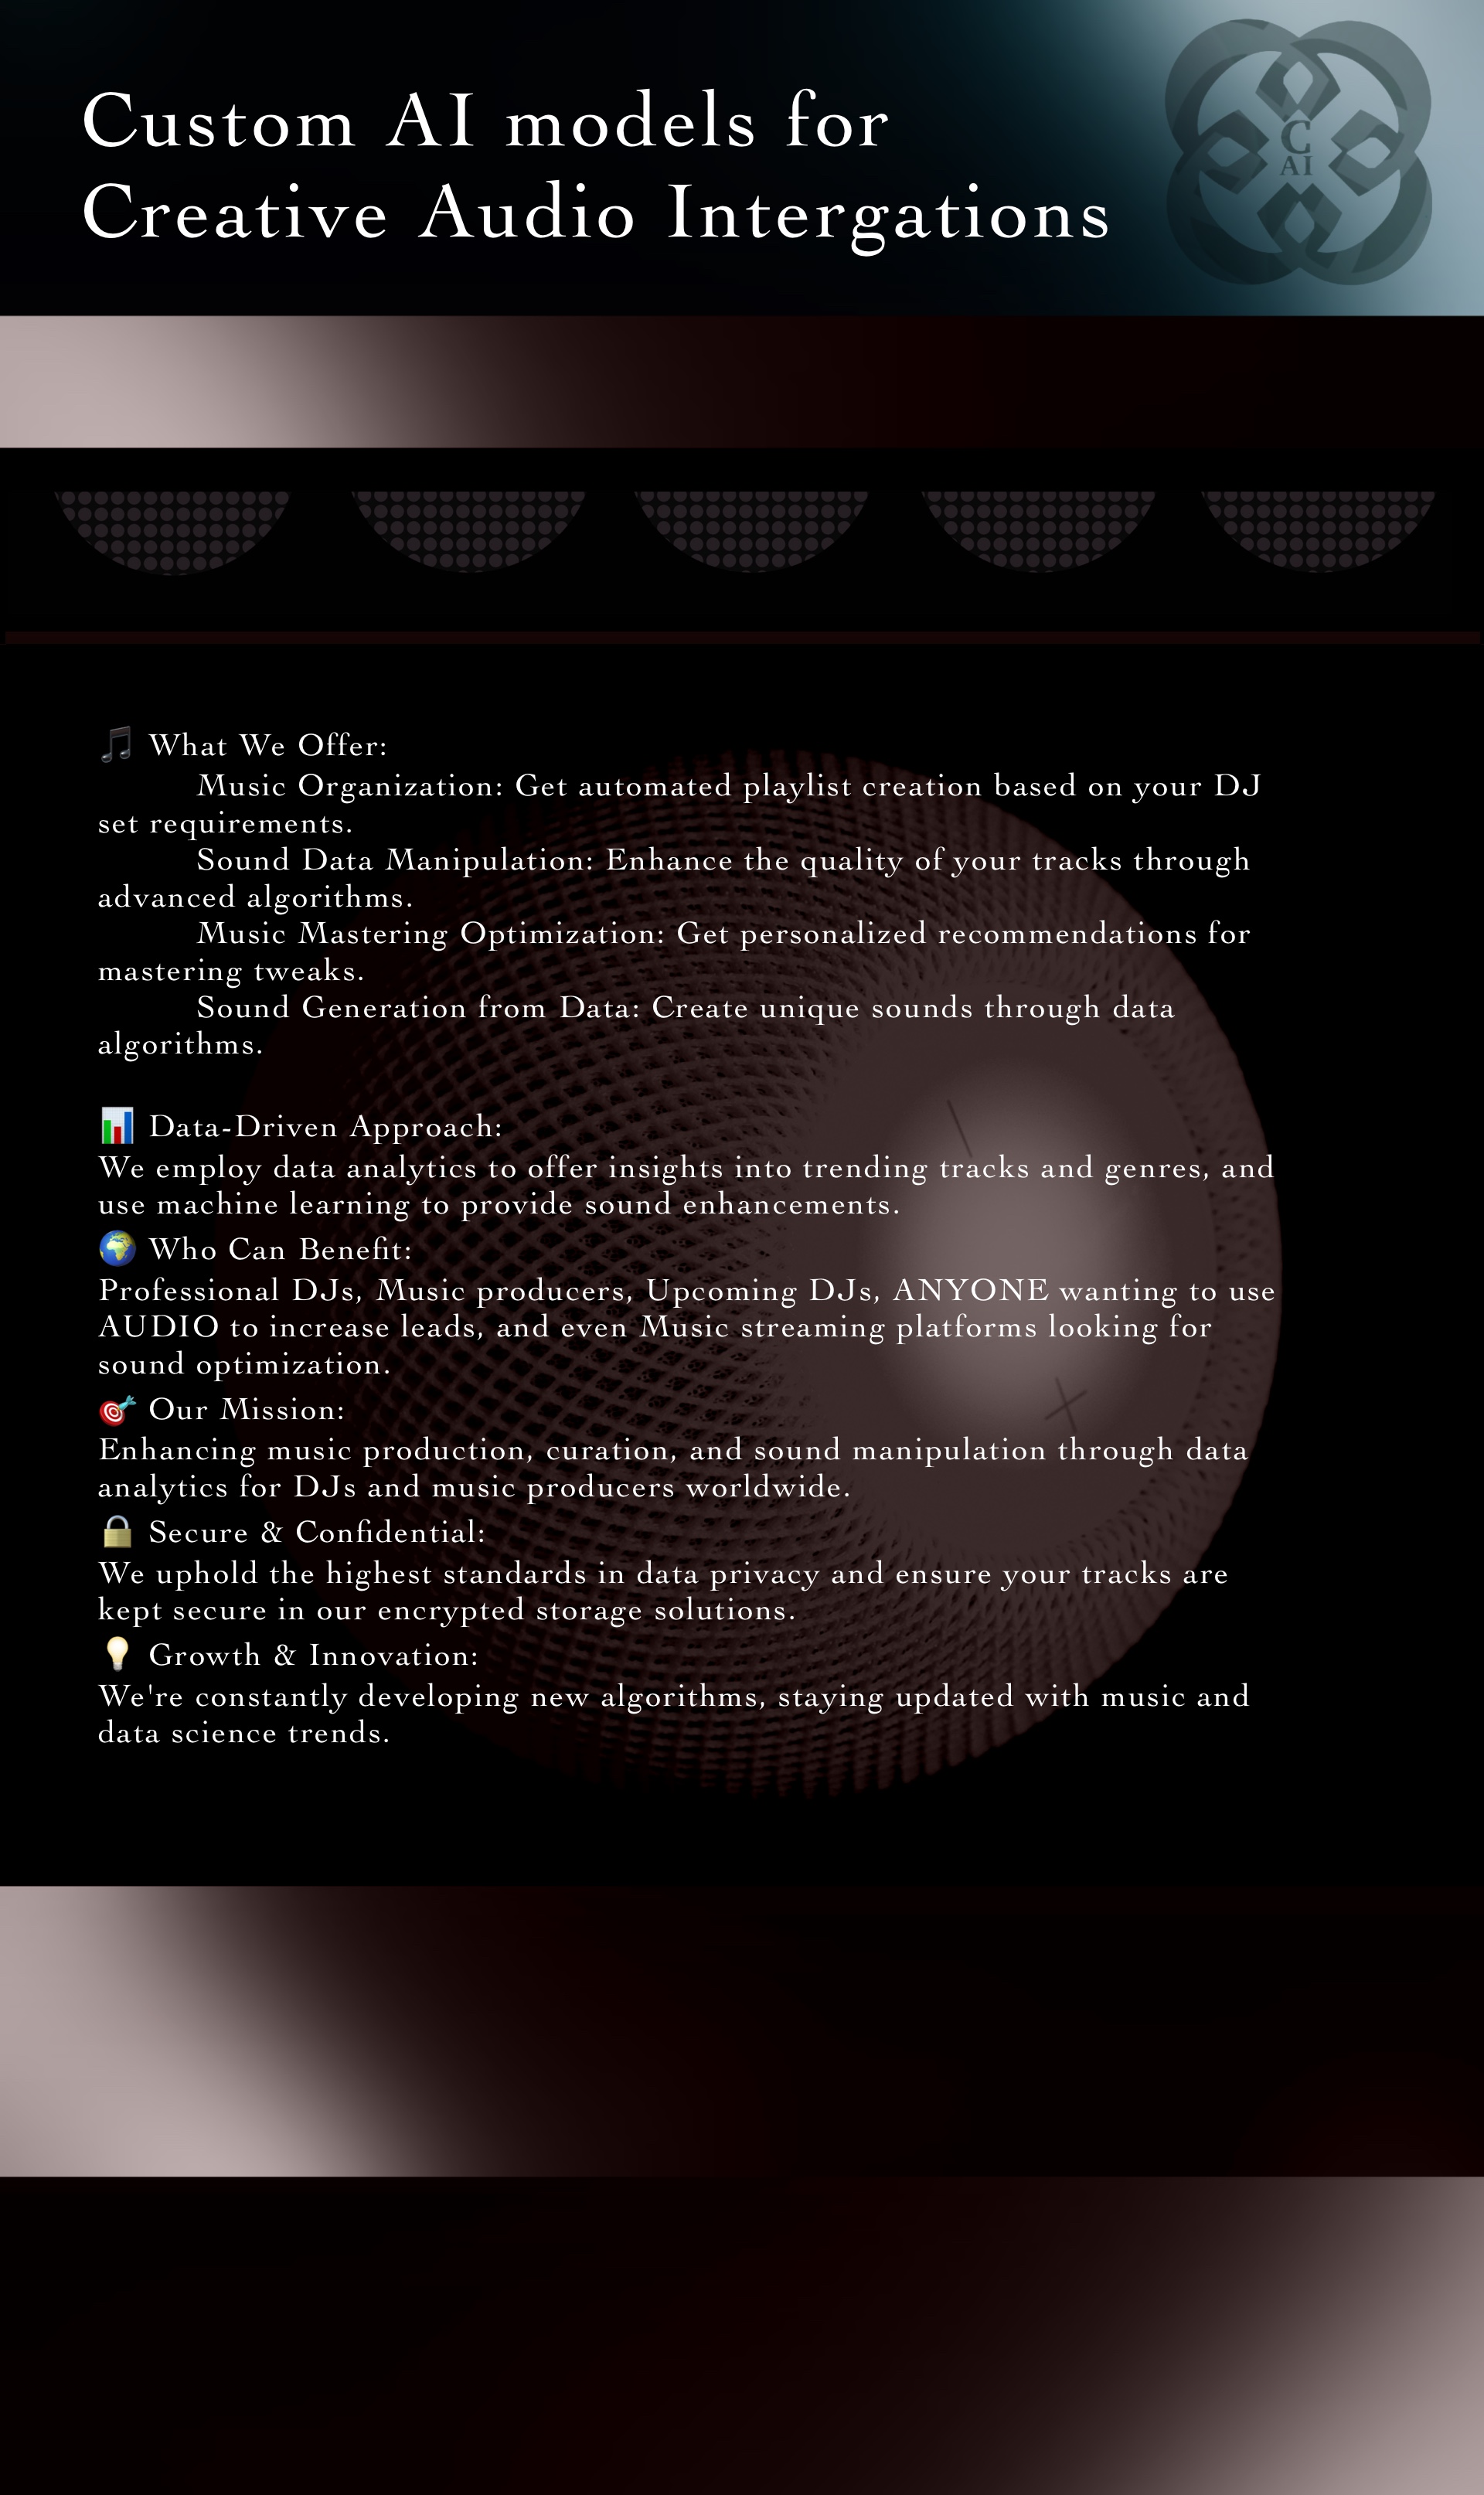 Custom AI models for
Creative Audio Intergations
C
AI
🎵 What We Offer:
Music Organization: Get automated playlist creation based on your DJ
set requirements.
Sound Data Manipulation: Enhance the quality of your tracks through
advanced algorithms.
Music Mastering Optimization: Get personalized recommendations for
mastering tweaks.
Sound Generation from Data: Create unique sounds through data
algorithms.
📊 Data-Driven Approach:
We employ data analytics to offer insights into trending tracks and genres, and
use machine learning to provide sound enhancements.
🌍 Who Can Benefit:
Professional DJs, Music producers, Upcoming DJs, ANYONE wanting to use
AUDIO to increase leads, and even Music streaming platforms looking for
sound optimization.
🎯 Our Mission:
Enhancing music production, curation, and sound manipulation through data
analytics for DJs and music producers worldwide.
🔒 Secure & Confidential:
We uphold the highest standards in data privacy and ensure your tracks are
kept secure in our encrypted storage solutions.
💡 Growth & Innovation:
We're constantly developing new algorithms, staying updated with music and
data science trends.